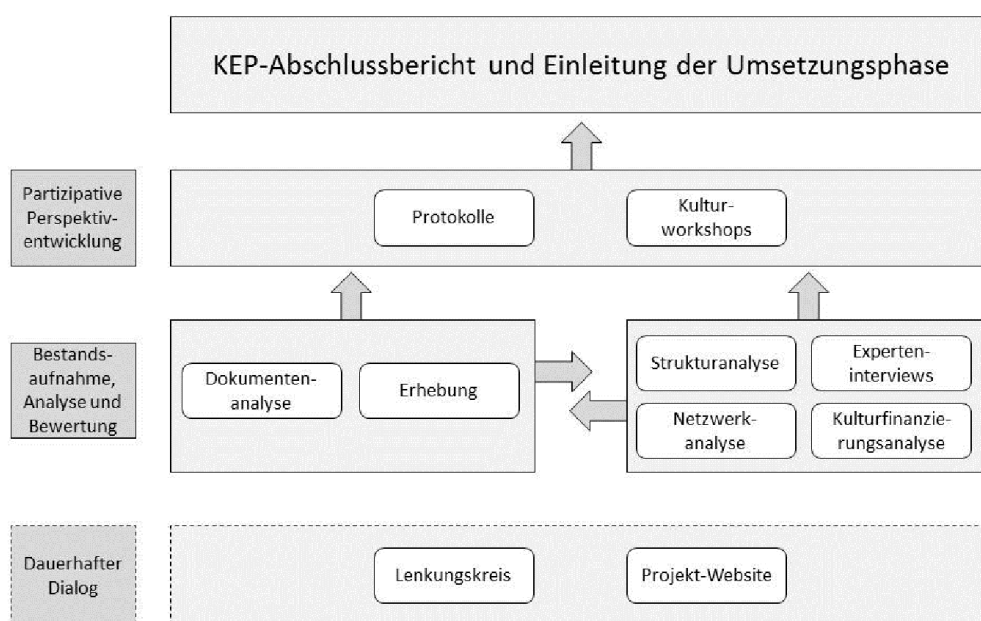 KEP-Abschlussbericht und Einleitung der Umsetzungsphase
Partizipative
Perspektiv-
entwicklung
Protokolle
Kultur-
workshops
Bestands-
aufnahme,
Analyse und
Bewertung
Dokumenten-
analyse
Erhebung
Strukturanalyse
Experten-
interviews
Netzwerk-
analyse
Kulturfinanzie-
rungsanalyse
Dauerhafter
Dialog
Lenkungskreis
Projekt-Website